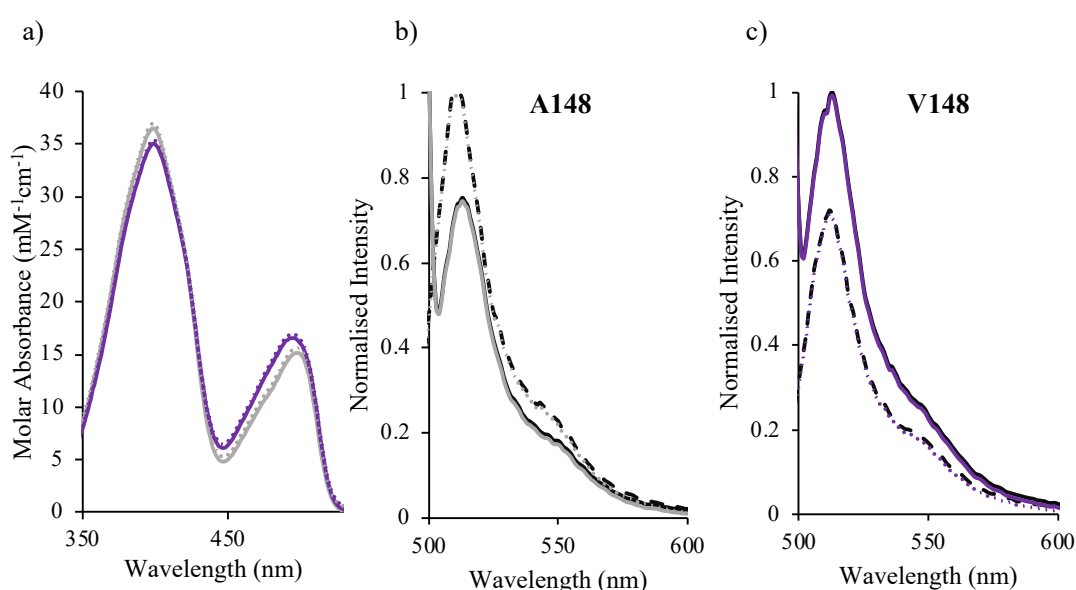 a)
Molar Absorbance (mM⁻¹cm⁻¹)
40
35
30
25
20
15
10
5
0
350
450
Wavelength (nm)
b)
A148
Normalised Intensity
1
0.8
0.6
0.4
0.2
0
500
550
600
Wavelength (nm)
c)
V148
Normalised Intensity
1
0.8
0.6
0.4
0.2
0
500
550
600
Wavelength (nm)